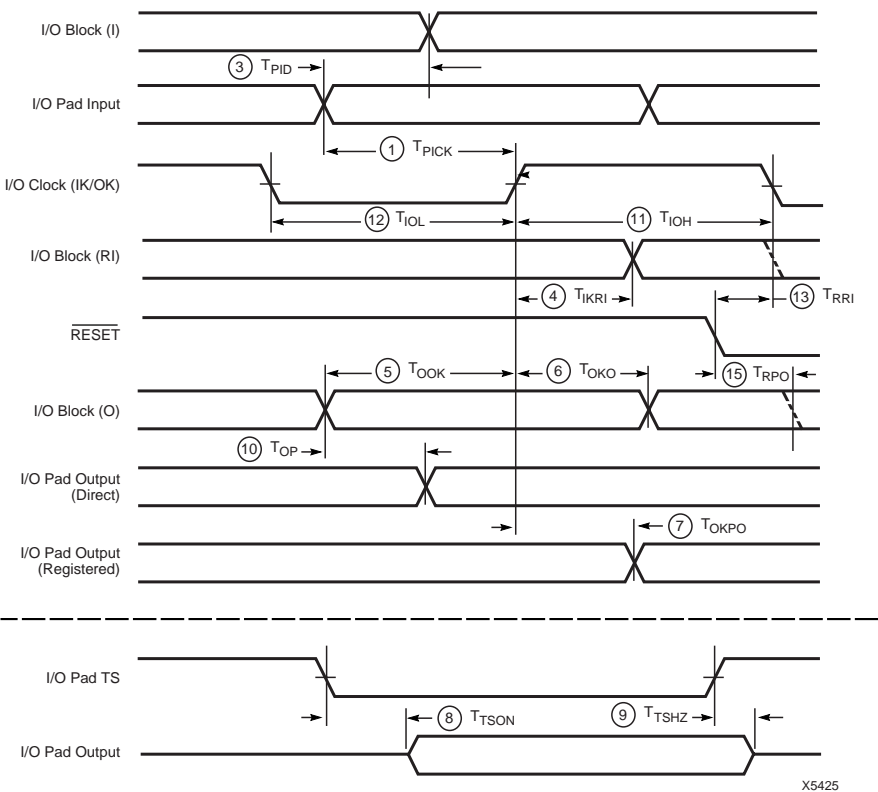 I/O Block (I)
3 TPID
I/O Pad Input
1 TPICK
I/O Clock (IK/OK)
12 TIOL
11 TIOH
I/O Block (RI)
4 TIKRI
13 TRRI
RESET
5 TOOK
6 TOKO
15 TRPO
I/O Block (O)
10 TOP
I/O Pad Output
(Direct)
7 TOKPO
I/O Pad Output
(Registered)
I/O Pad TS
8 TTSON
9 TTSHZ
I/O Pad Output
X5425